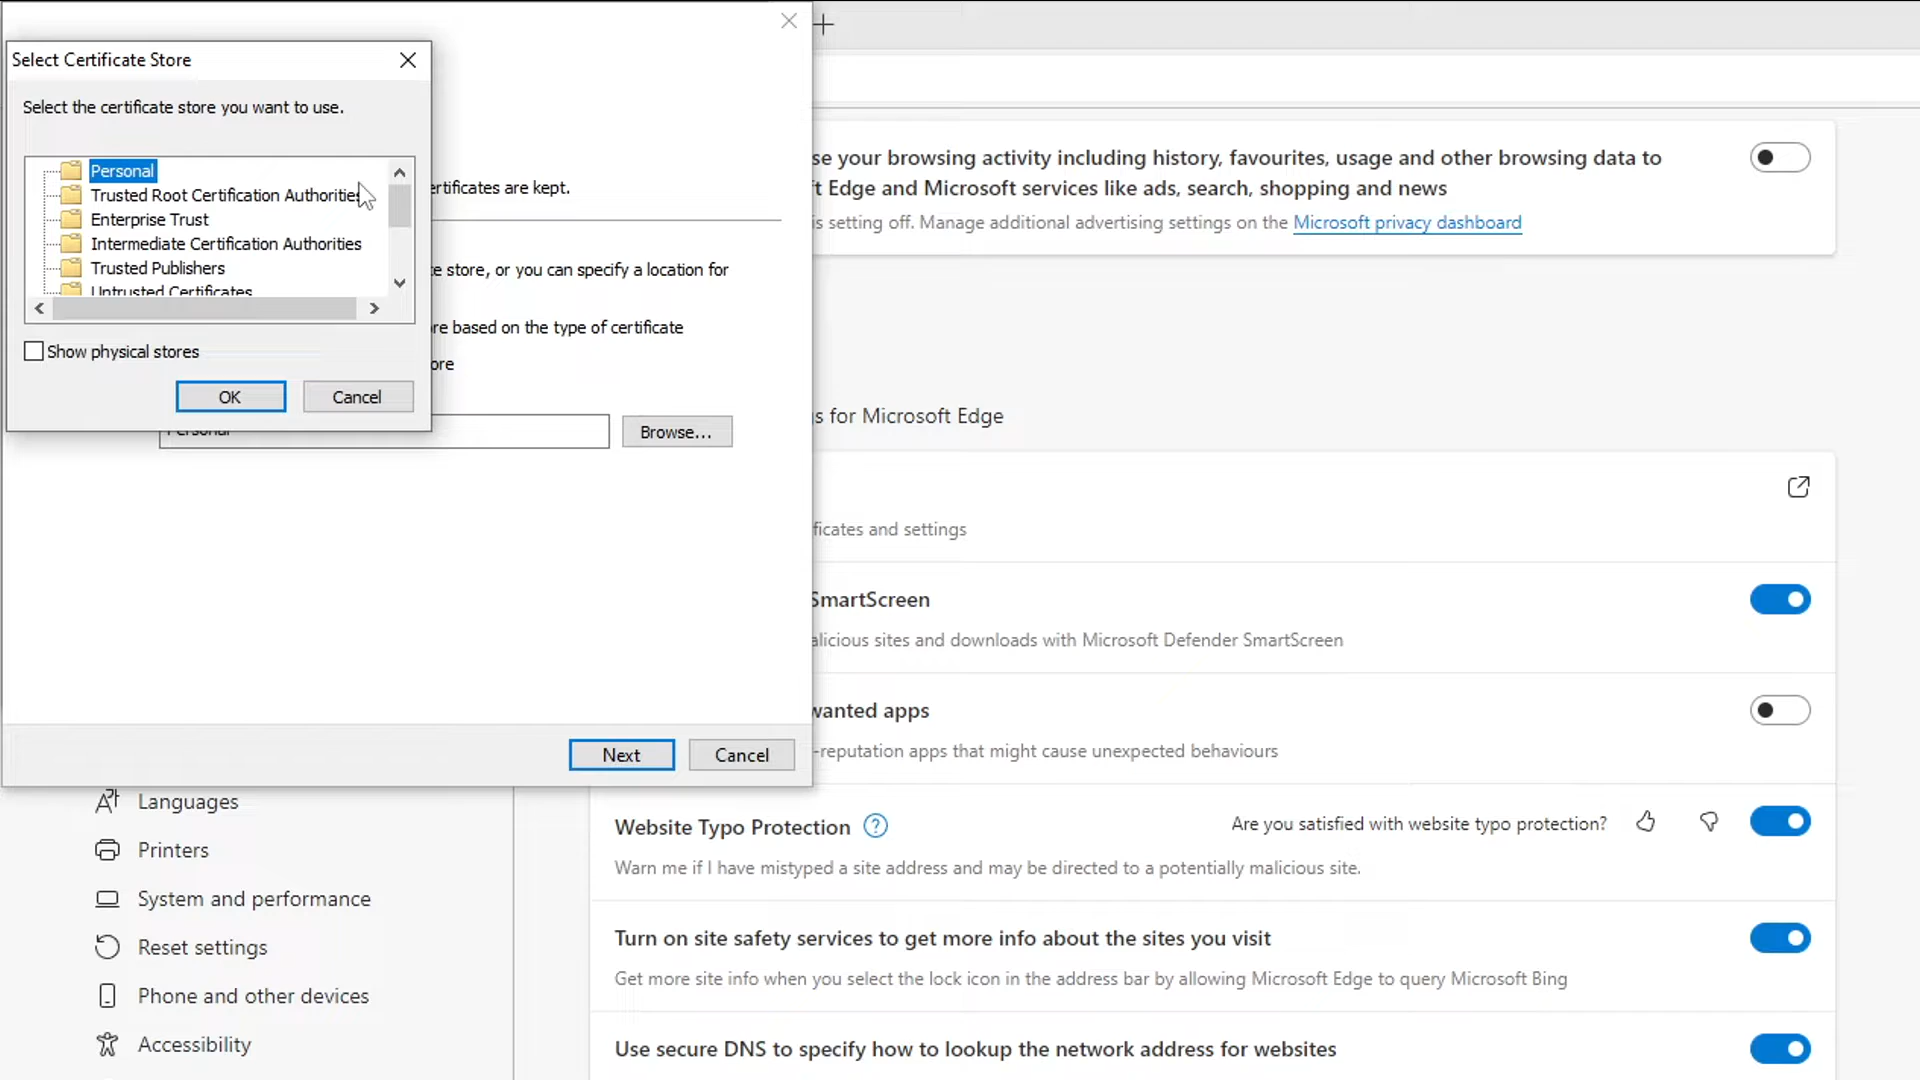 Select Certificate Store
Select the certificate store you want to use.
Personal
Trusted Root Certification Authorities
Enterprise Trust
Intermediate Certification Authorities
Trusted Publishers
Untrusted Certificates
Show physical stores
OK
Cancel
ertificates are kept.
e store, or you can specify a location for
re based on the type of certificate
ore
Personal
Browse...
Next
Cancel
se your browsing activity including history, favourites, usage and other browsing data to
ft Edge and Microsoft services like ads, search, shopping and news
is setting off. Manage additional advertising settings on the Microsoft privacy dashboard
gs for Microsoft Edge
ficates and settings
SmartScreen
alicious sites and downloads with Microsoft Defender SmartScreen
wanted apps
-reputation apps that might cause unexpected behaviours
Website Typo Protection
Are you satisfied with website typo protection?
Warn me if I have mistyped a site address and may be directed to a potentially malicious site.
Turn on site safety services to get more info about the sites you visit
Get more site info when you select the lock icon in the address bar by allowing Microsoft Edge to query Microsoft Bing
Use secure DNS to specify how to lookup the network address for websites
Languages
Printers
System and performance
Reset settings
Phone and other devices
Accessibility